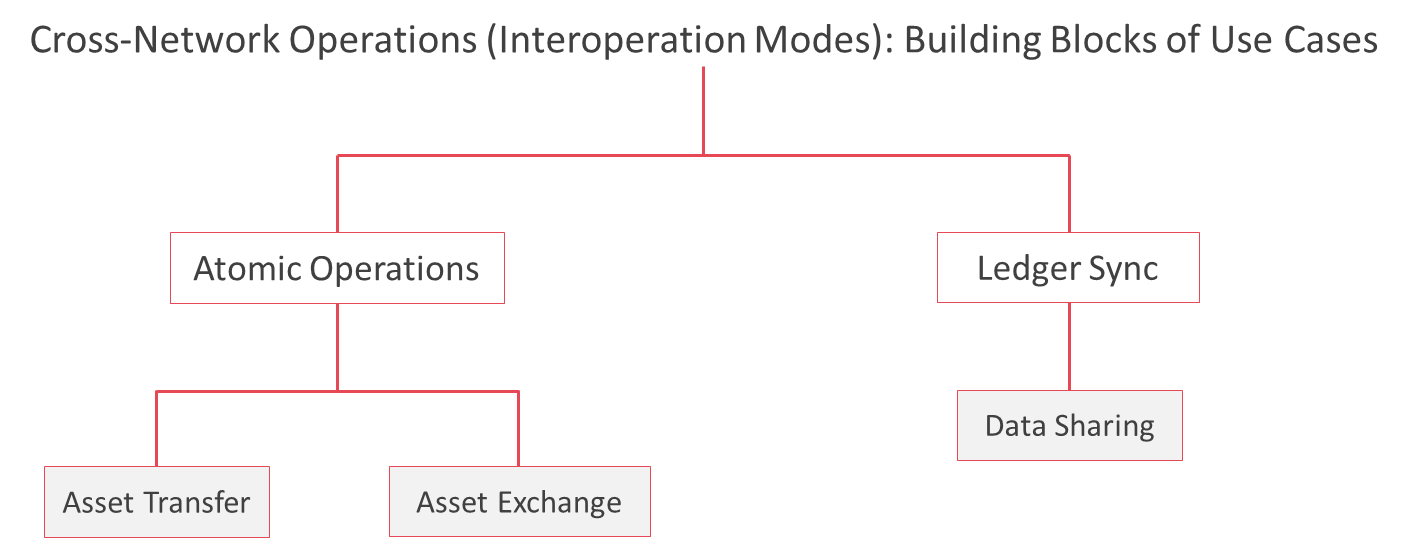 Cross-Network Operations (Interoperation Modes): Building Blocks of Use Cases
Atomic Operations
Ledger Sync
Data Sharing
Asset Transfer
Asset Exchange